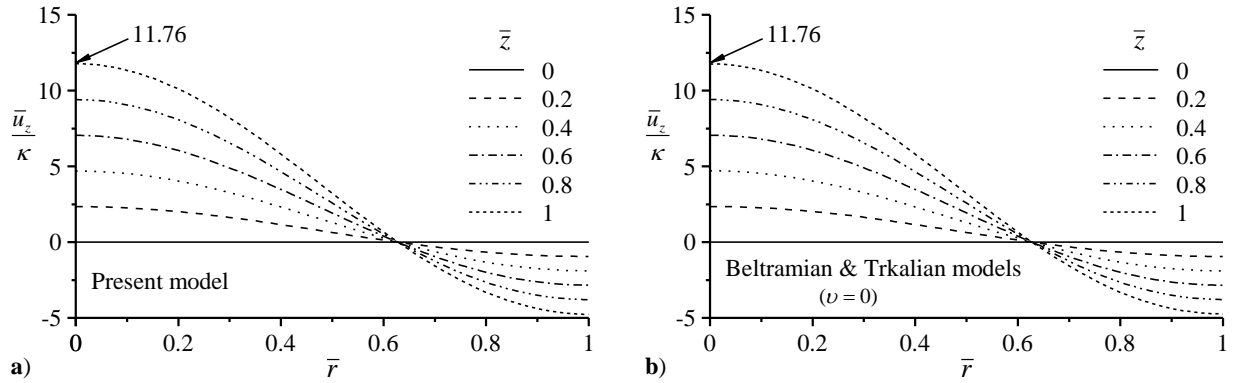 15
10
5
0
-5
ū_z
κ
11.76
z̄
0
0.2
0.4
0.6
0.8
1
Present model
0
0.2
0.4
0.6
0.8
1
a)
r̄
15
10
5
0
-5
ū_z
κ
11.76
z̄
0
0.2
0.4
0.6
0.8
1
Beltramian & Trkalian models
(υ = 0)
0
0.2
0.4
0.6
0.8
1
b)
r̄